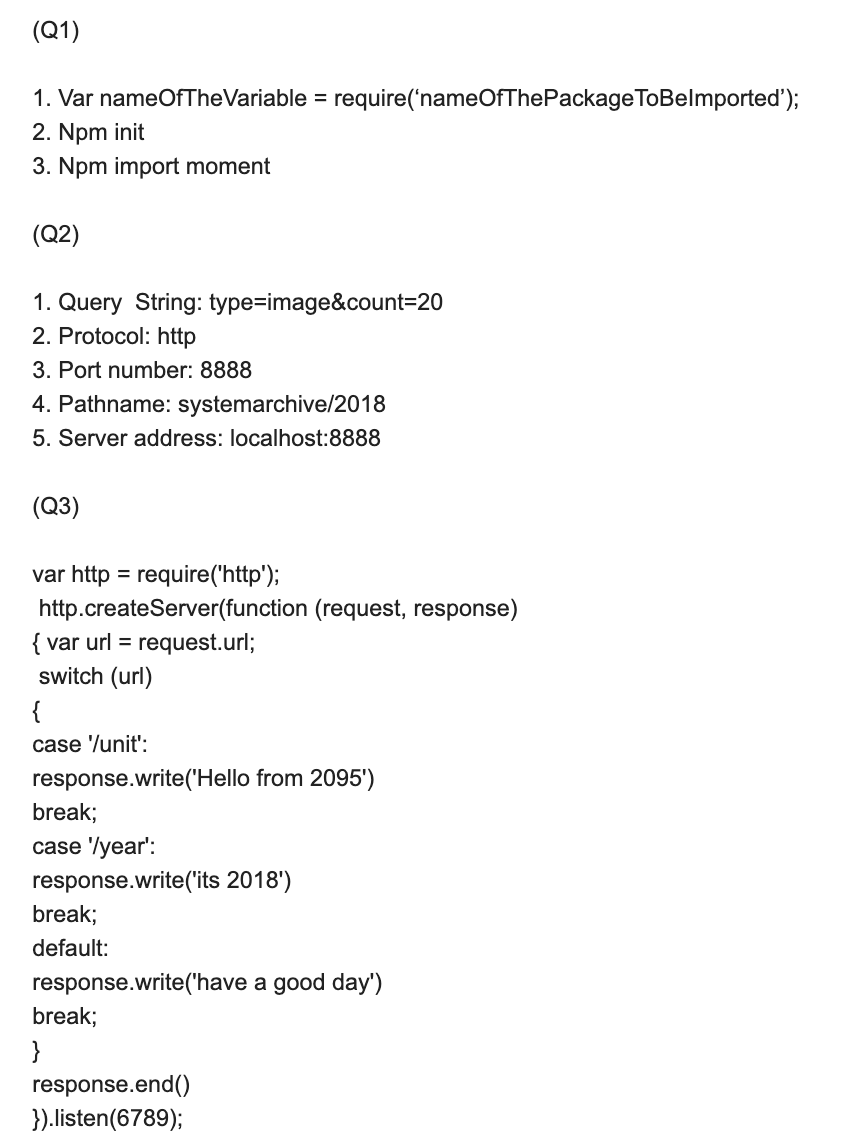 (Q1)
1. Var nameOfTheVariable = require(‘nameOfThePackageToBeImported’);
2. Npm init
3. Npm import moment
(Q2)
1. Query  String: type=image&count=20
2. Protocol: http
3. Port number: 8888
4. Pathname: systemarchive/2018
5. Server address: localhost:8888
(Q3)
var http = require('http');
http.createServer(function (request, response)
{ var url = request.url;
switch (url)
{
case '/unit':
response.write('Hello from 2095')
break;
case '/year':
response.write('its 2018')
break;
default:
response.write('have a good day')
break;
}
response.end()
}).listen(6789);